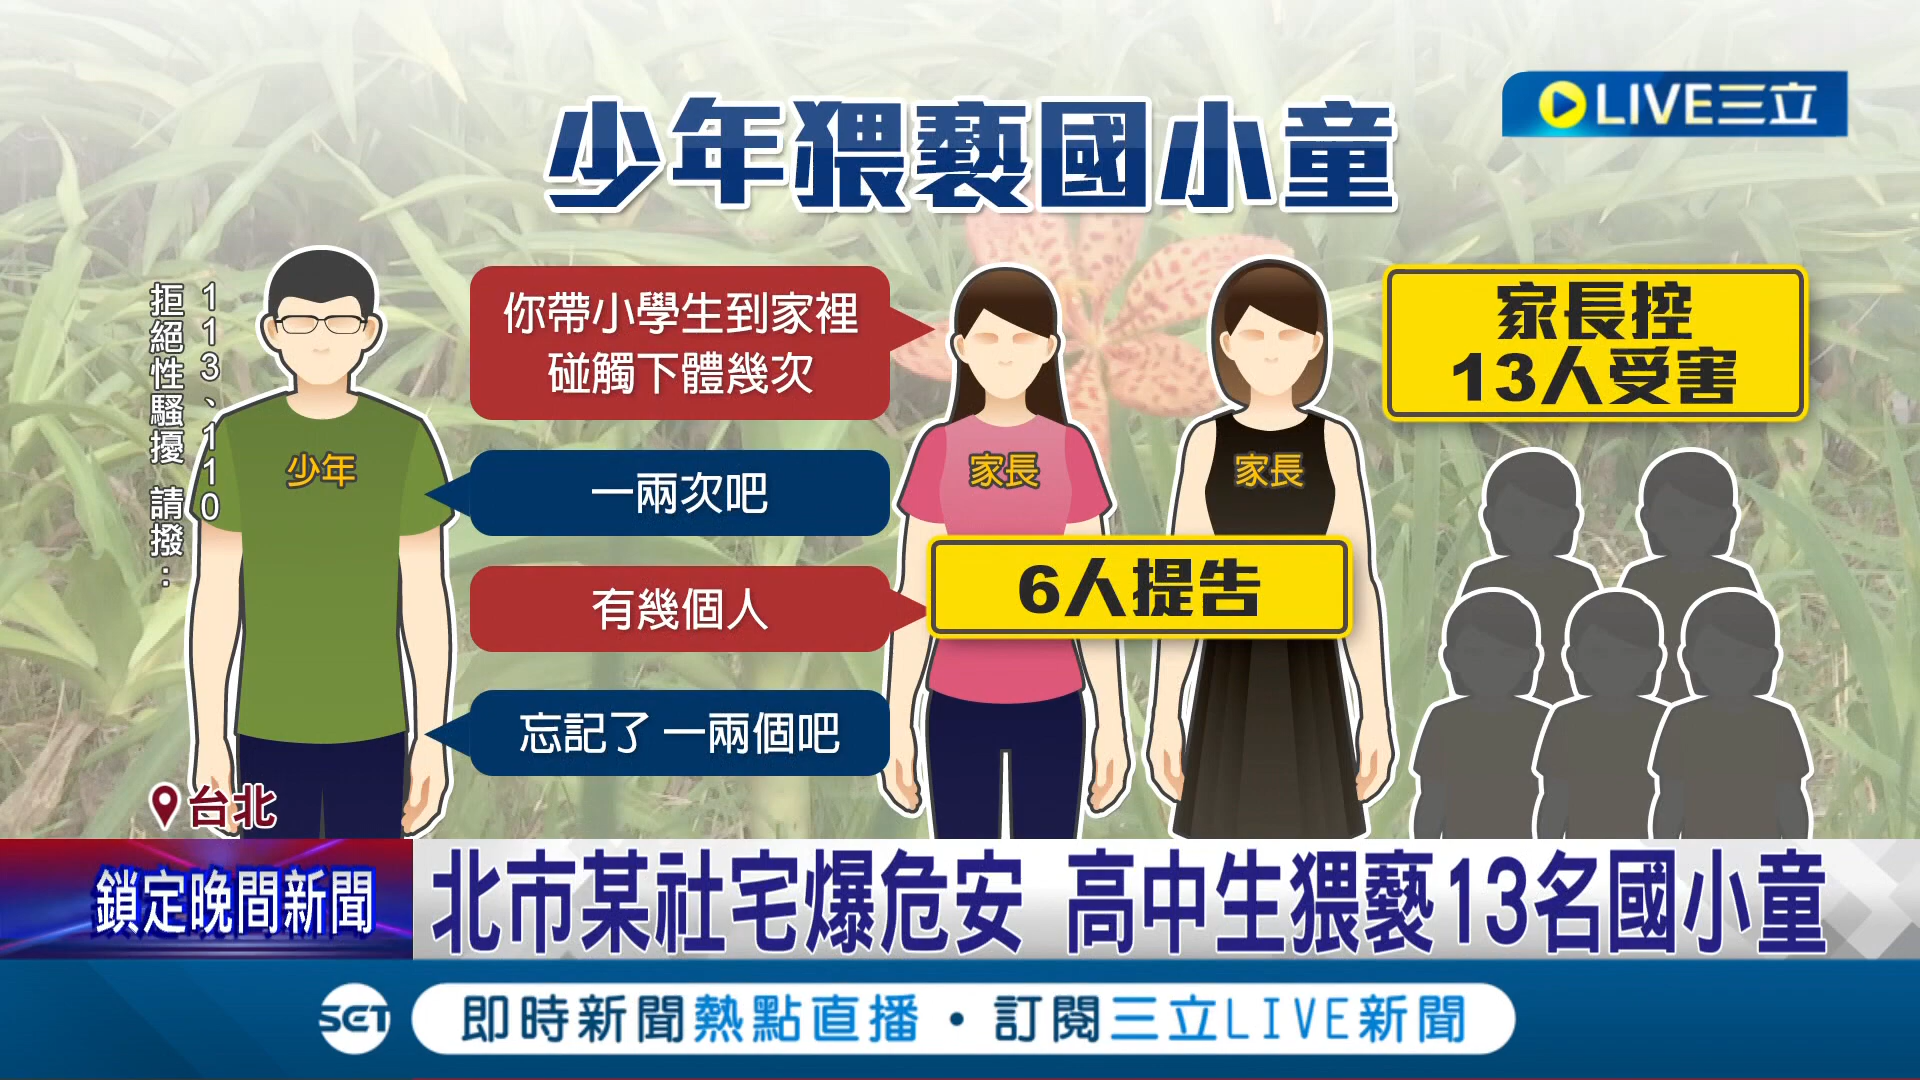 LIVE三立
少年猥褻國小童
拒絕性騷擾 請撥：
113、110
你帶小學生到家裡
碰觸下體幾次
一兩次吧
有幾個人
忘記了 一兩個吧
少年
家長
家長
6人提告
家長控
13人受害
台北
鎖定晚間新聞
北市某社宅爆危安 高中生猥褻13名國小童
SET
即時新聞熱點直播・訂閱三立LIVE新聞